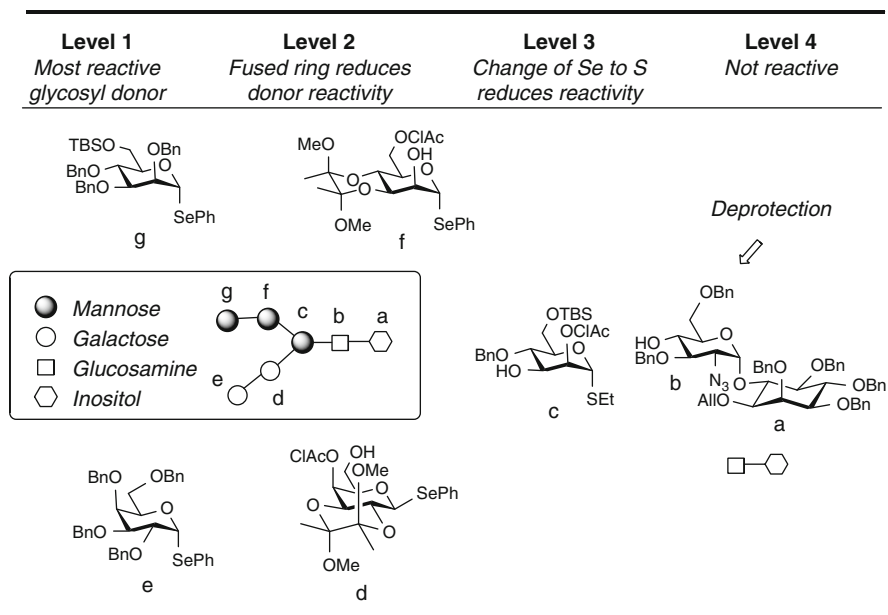 Level 1
Most reactive
glycosyl donor
Level 2
Fused ring reduces
donor reactivity
Level 3
Change of Se to S
reduces reactivity
Level 4
Not reactive
TBSO
OBn
BnO
BnO
SePh
g
OClAc
MeO
OH
O
O
O
OMe
SePh
f
Deprotection
g f c b a
e d
Mannose
Galactose
Glucosamine
Inositol
OTBS
OClAc
BnO
O
HO
SEt
c
OBn
HO
O
BnO
N3
O
b
OBn
OBn
OBn
AllO
OBn
a
BnO
OBn
O
BnO
BnO
SePh
e
OH
ClAcO
OMe
O
SePh
O
O
OMe
d